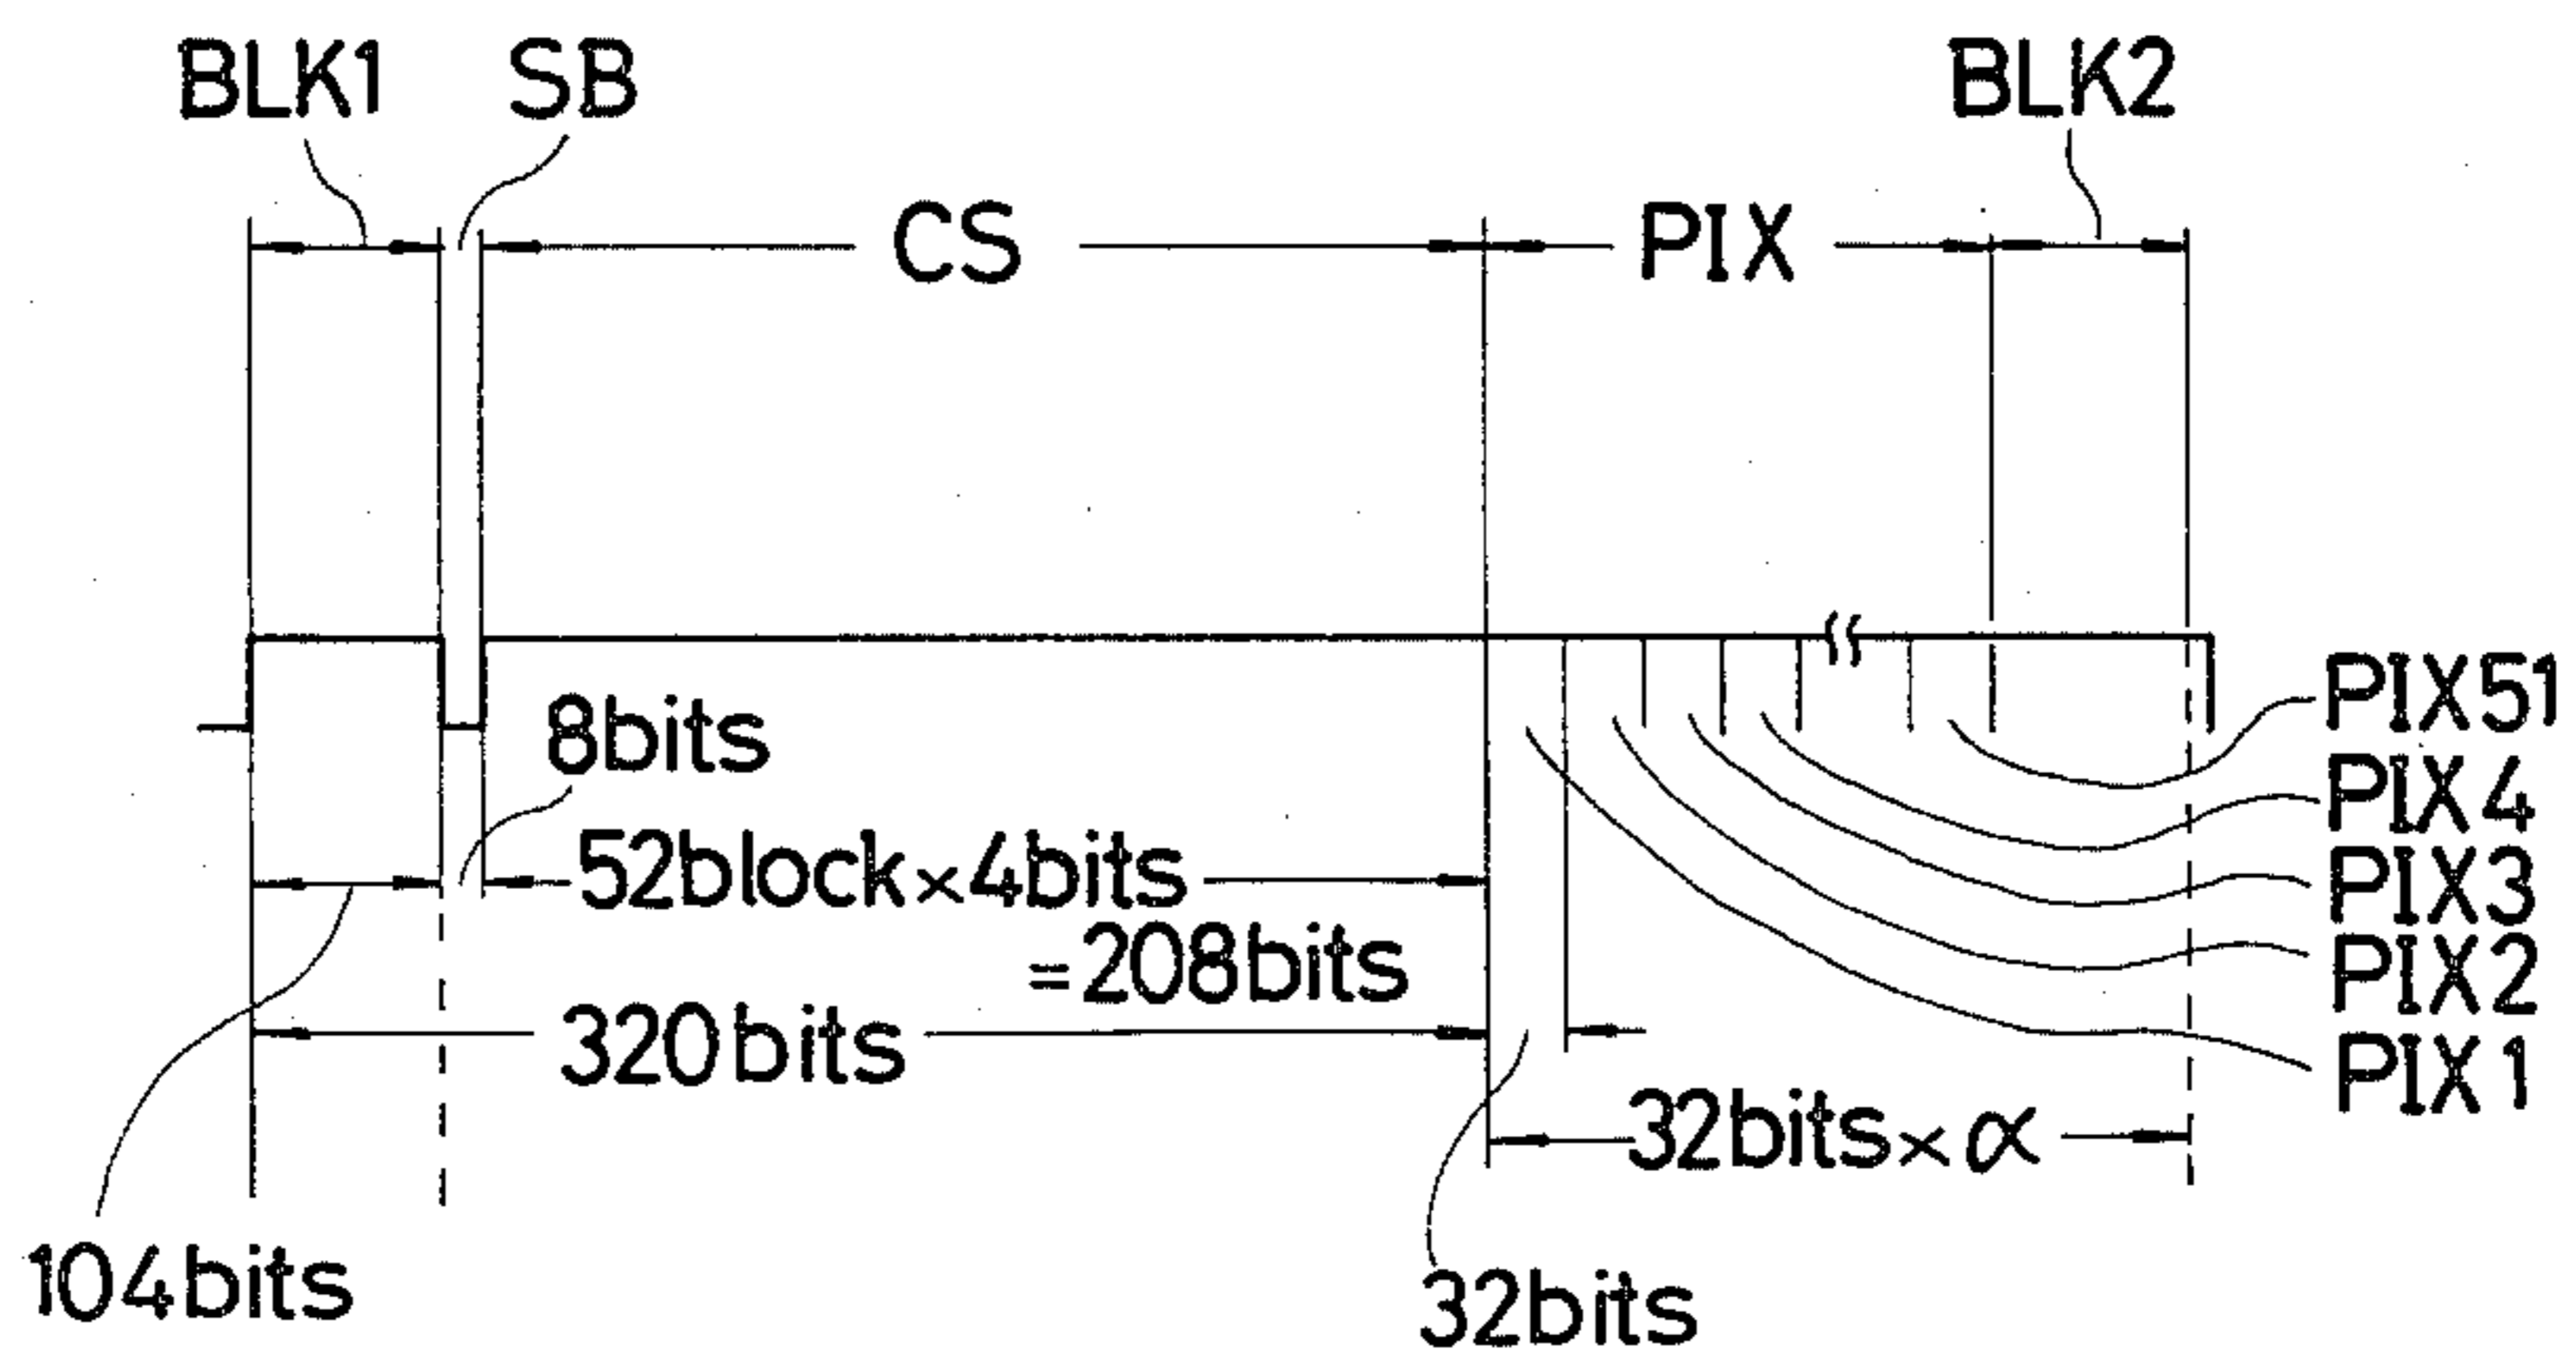 BLK1 SB BLK2
CS PIX
8bits PIX51
PIX4
52block×4bits PIX3
=208bits PIX2
320bits PIX1
32bits×α
104bits 32bits